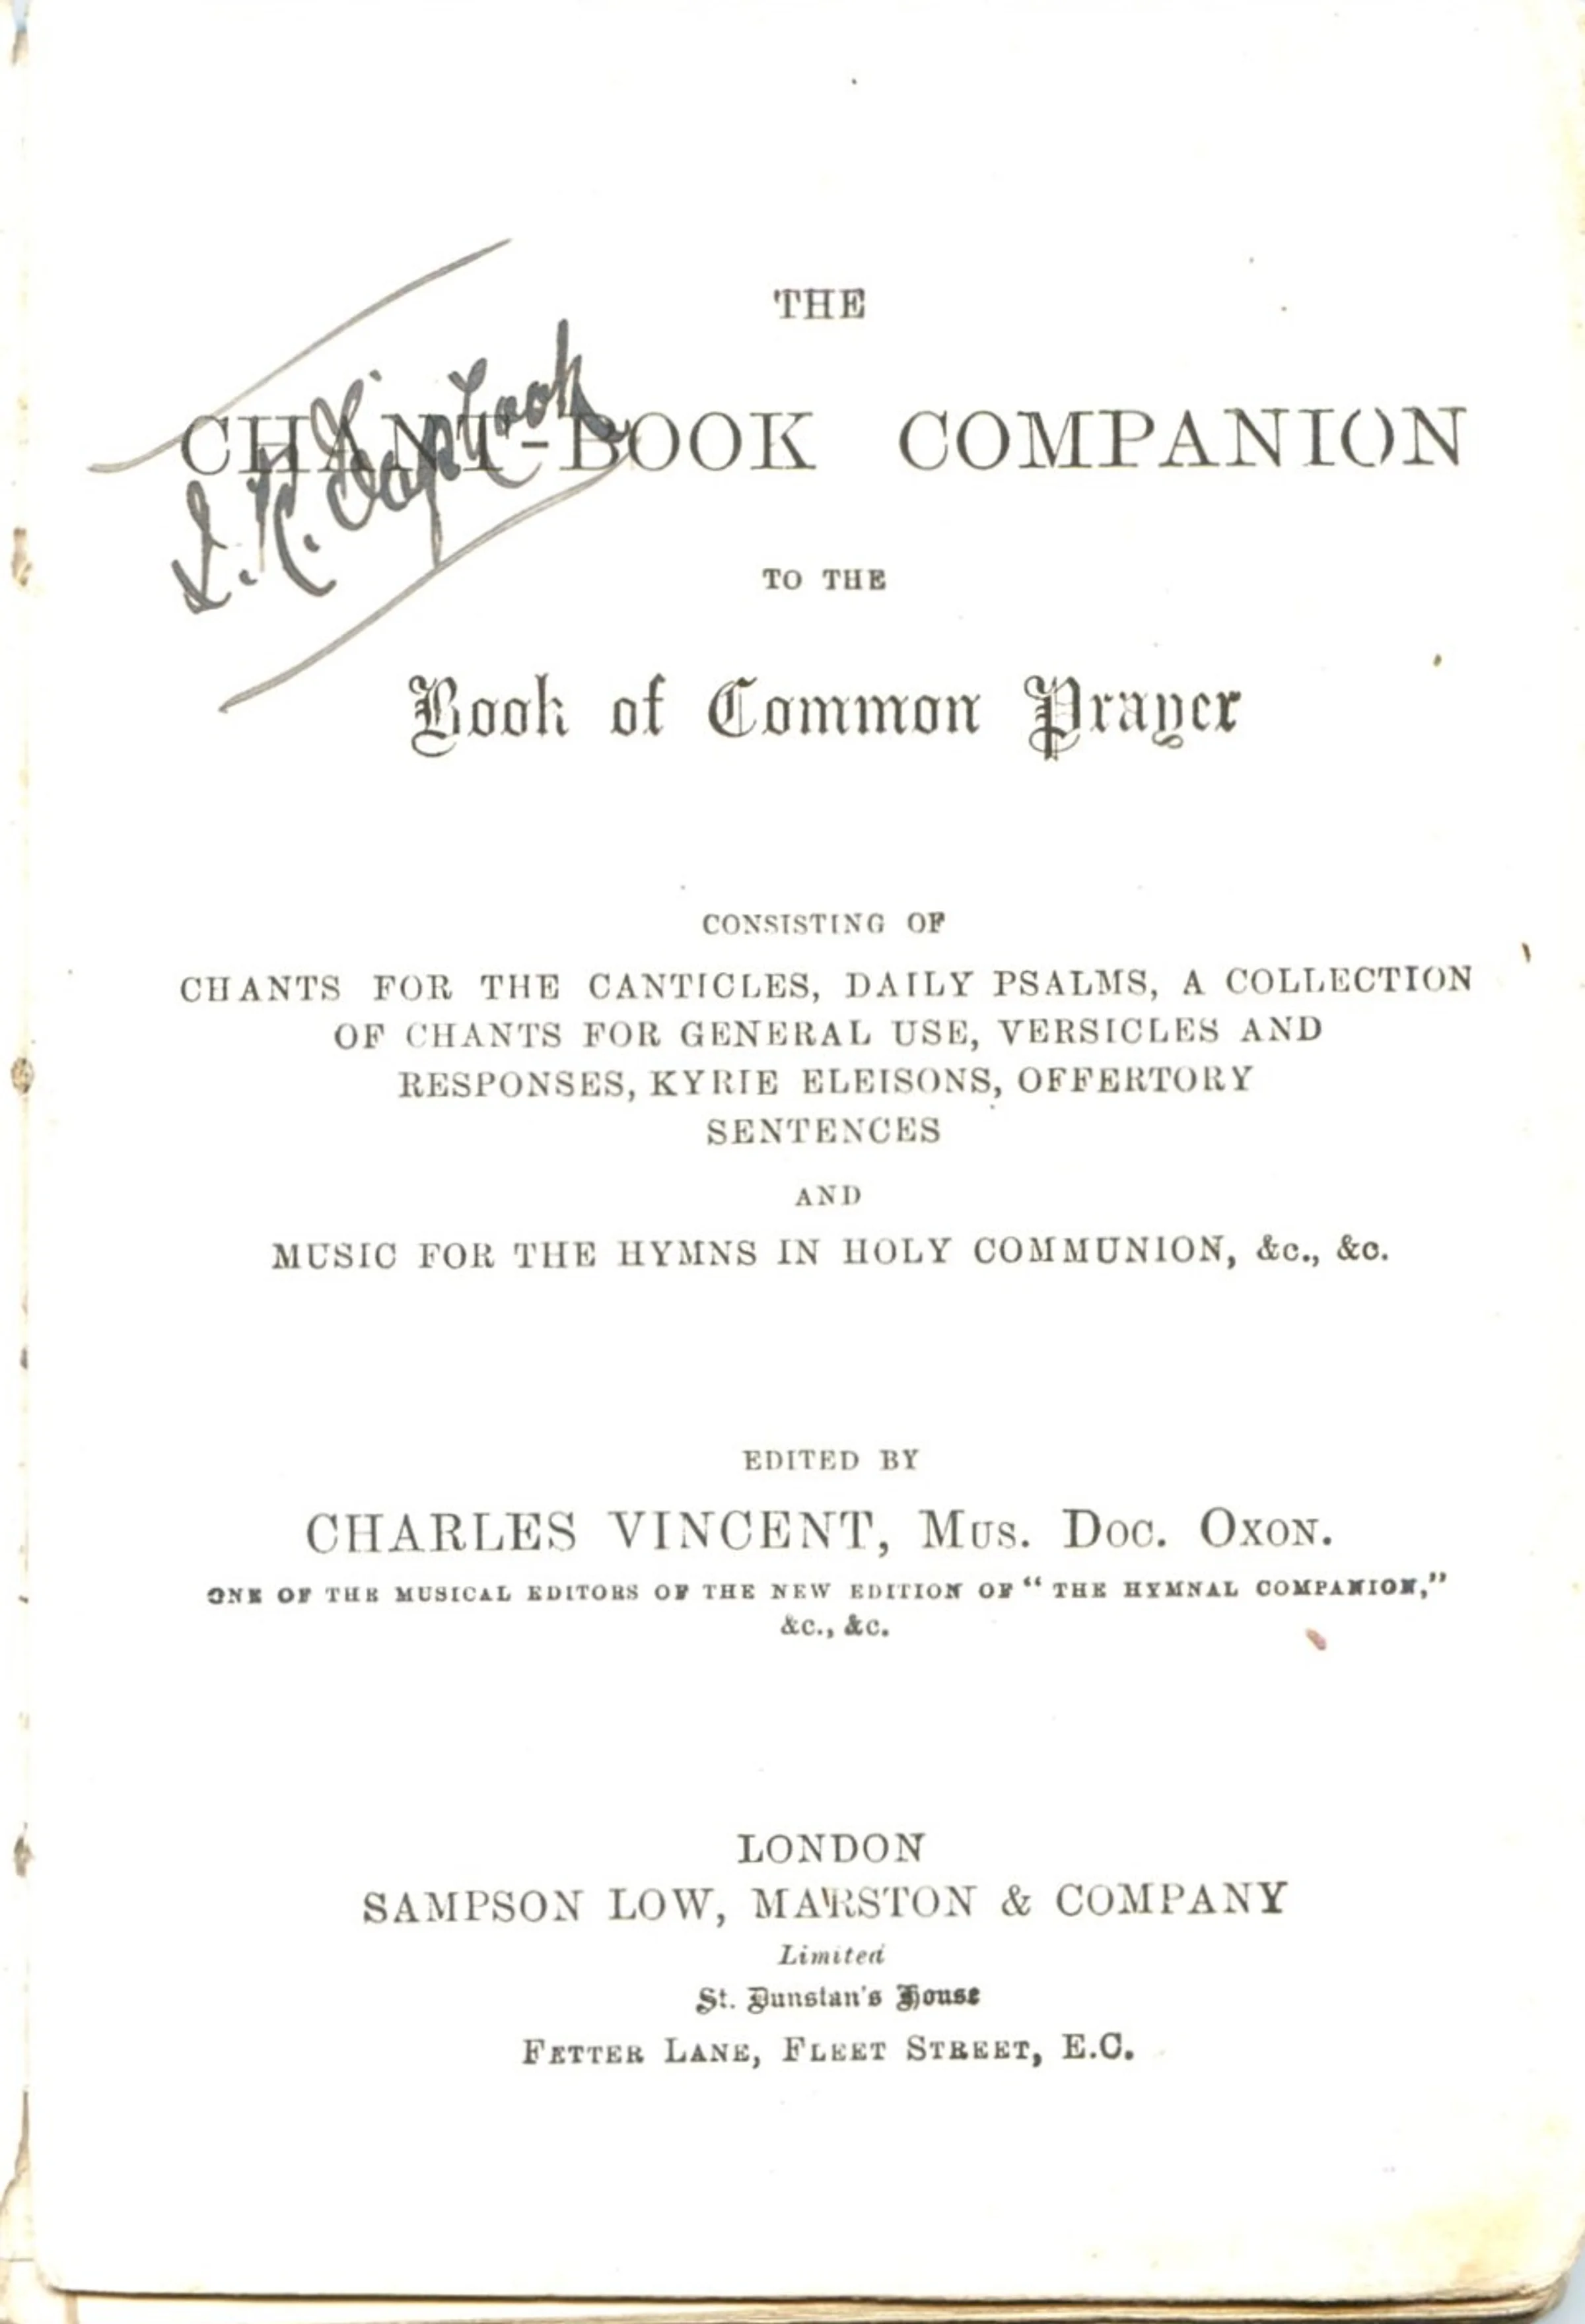 THE
CHANT-BOOK COMPANION
TO THE
Book of Common Prayer
CONSISTING OF
CHANTS FOR THE CANTICLES, DAILY PSALMS, A COLLECTION
OF CHANTS FOR GENERAL USE, VERSICLES AND
RESPONSES, KYRIE ELEISONS, OFFERTORY
SENTENCES
AND
MUSIC FOR THE HYMNS IN HOLY COMMUNION, &c., &c.
EDITED BY
CHARLES VINCENT, MUS. DOC. OXON.
ONE OF THE MUSICAL EDITORS OF THE NEW EDITION OF “THE HYMNAL COMPANION,”
&c., &c.
LONDON
SAMPSON LOW, MARSTON & COMPANY
Limited
St. Dunstan's House
FETTER LANE, FLEET STREET, E.C.